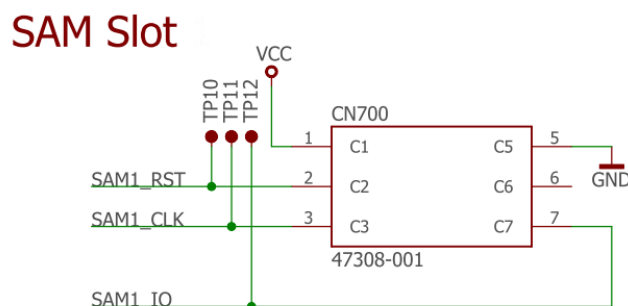 SAM Slot
VCC
TP10
TP11
TP12
CN700
1 C1 C5 5
SAM1_RST 2 C2 C6 6 GND
SAM1_CLK 3 C3 C7 7
47308-001
SAM1_IO